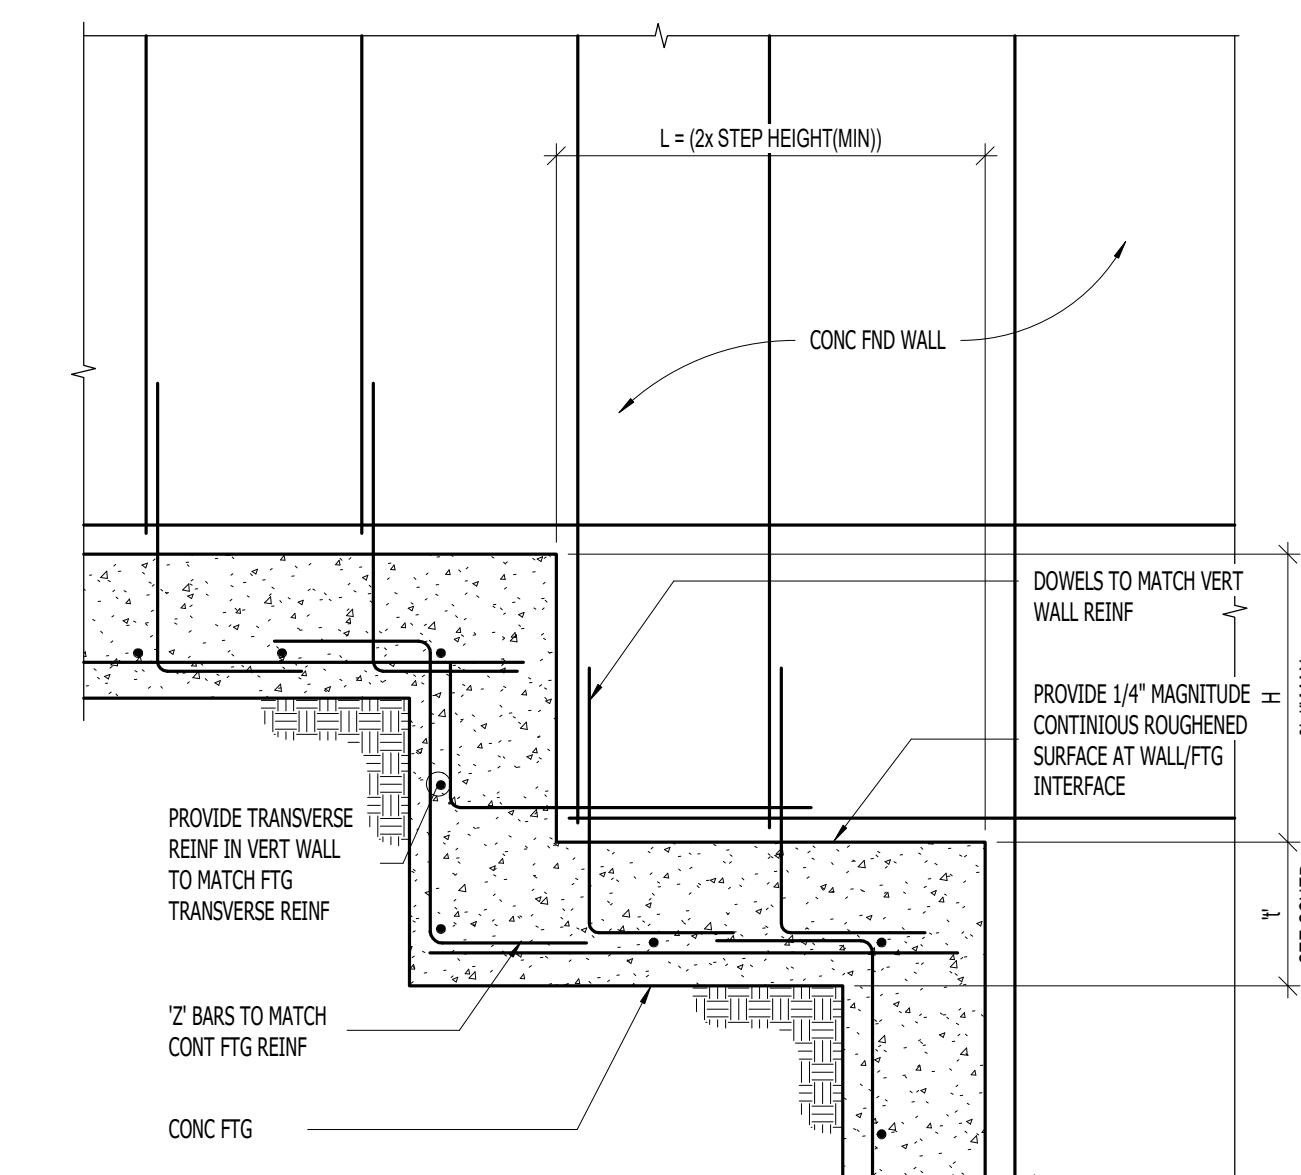 L = (2x STEP HEIGHT(MIN))
CONC FND WALL
DOWELS TO MATCH VERT
WALL REINF
PROVIDE 1/4" MAGNITUDE
CONTINIOUS ROUGHENED
SURFACE AT WALL/FTG
INTERFACE
H
"t"
PROVIDE TRANSVERSE
REINF IN VERT WALL
TO MATCH FTG
TRANSVERSE REINF
'Z' BARS TO MATCH
CONT FTG REINF
CONC FTG